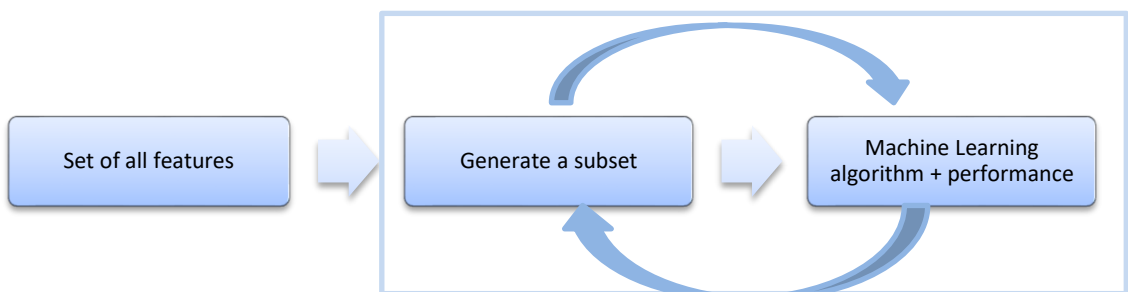 Set of all features
Generate a subset
Machine Learning
algorithm + performance